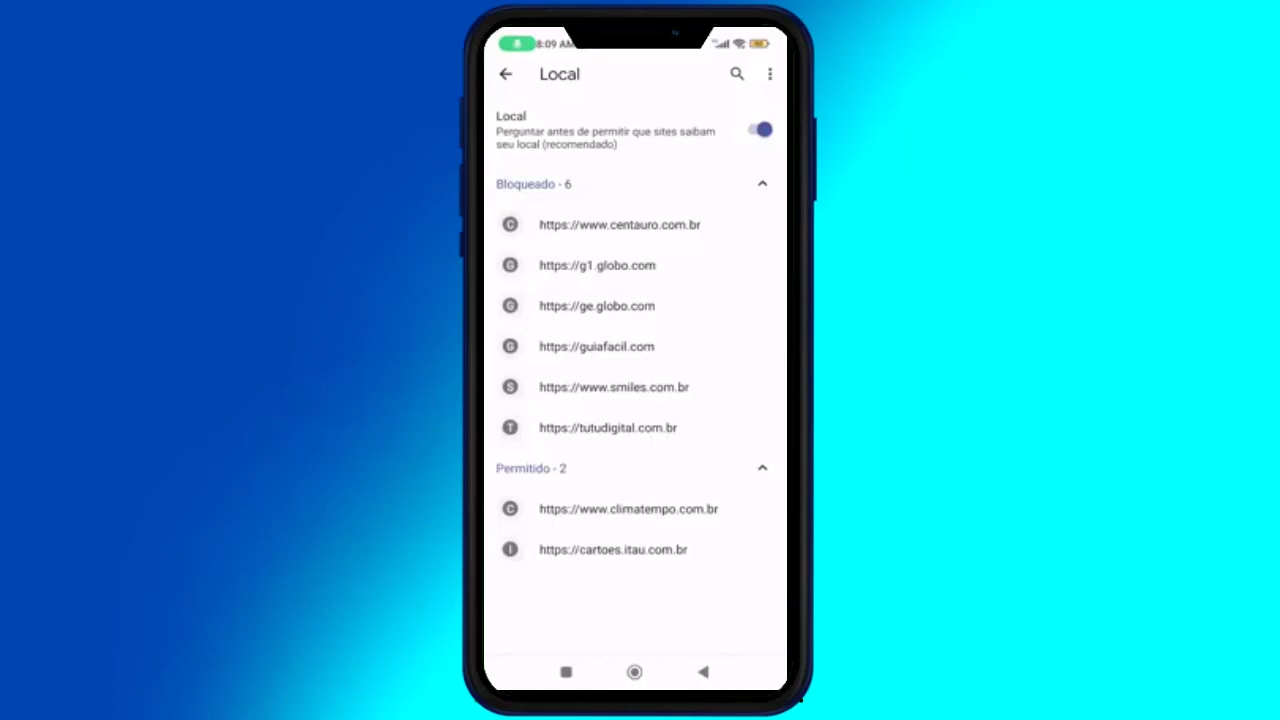 8:09 AM
Local
Local
Perguntar antes de permitir que sites saibam
seu local (recomendado)
Bloqueado - 6
C https://www.centauro.com.br
G https://g1.globo.com
G https://ge.globo.com
G https://guiafacil.com
S https://www.smiles.com.br
T https://tutudigital.com.br
Permitido - 2
C https://www.climatempo.com.br
I https://cartoes.itau.com.br